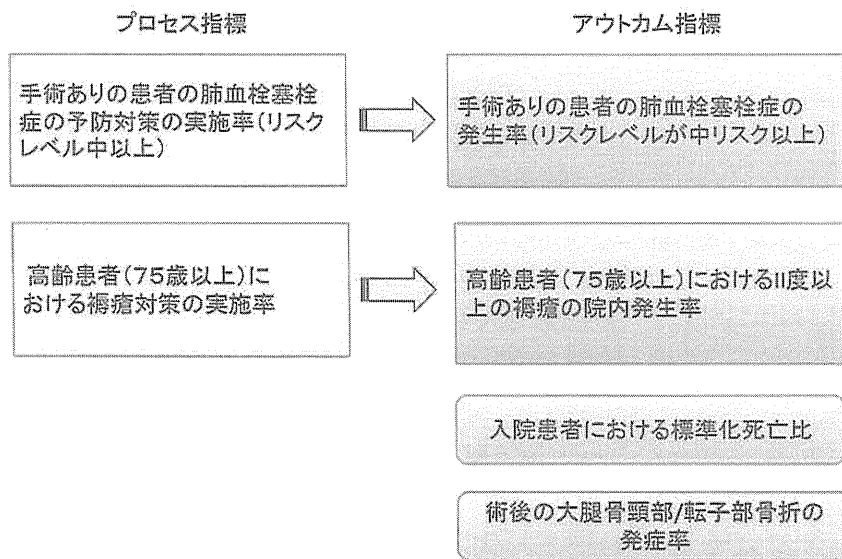 プロセス指標
アウトカム指標
手術ありの患者の肺血栓塞栓
症の予防対策の実施率(リスク
レベル中以上)
手術ありの患者の肺血栓塞栓症の
発生率(リスクレベルが中リスク以上)
高齢患者(75歳以上)に
おける褥瘡対策の実施率
高齢患者(75歳以上)におけるII度以
上の褥瘡の院内発生率
入院患者における標準化死亡比
術後の大腿骨頸部/転子部骨折の
発症率